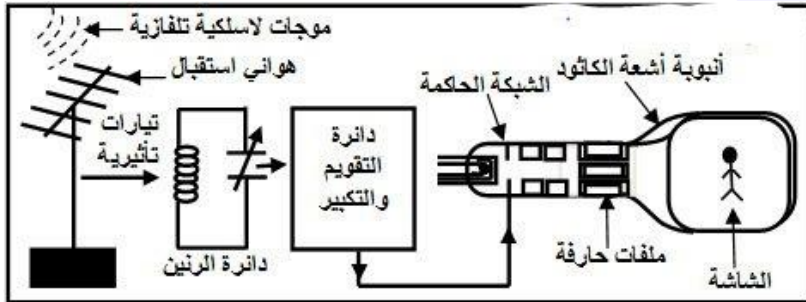 موجات لاسلكية تلفازية
هوائي استقبال
تيارات
تأثيرية
دائرة الرنين
دائرة
التقويم
والتكبير
الشبكة الحاكمة
أنبوبة أشعة الكاثود
ملفات حارفة
الشاشة